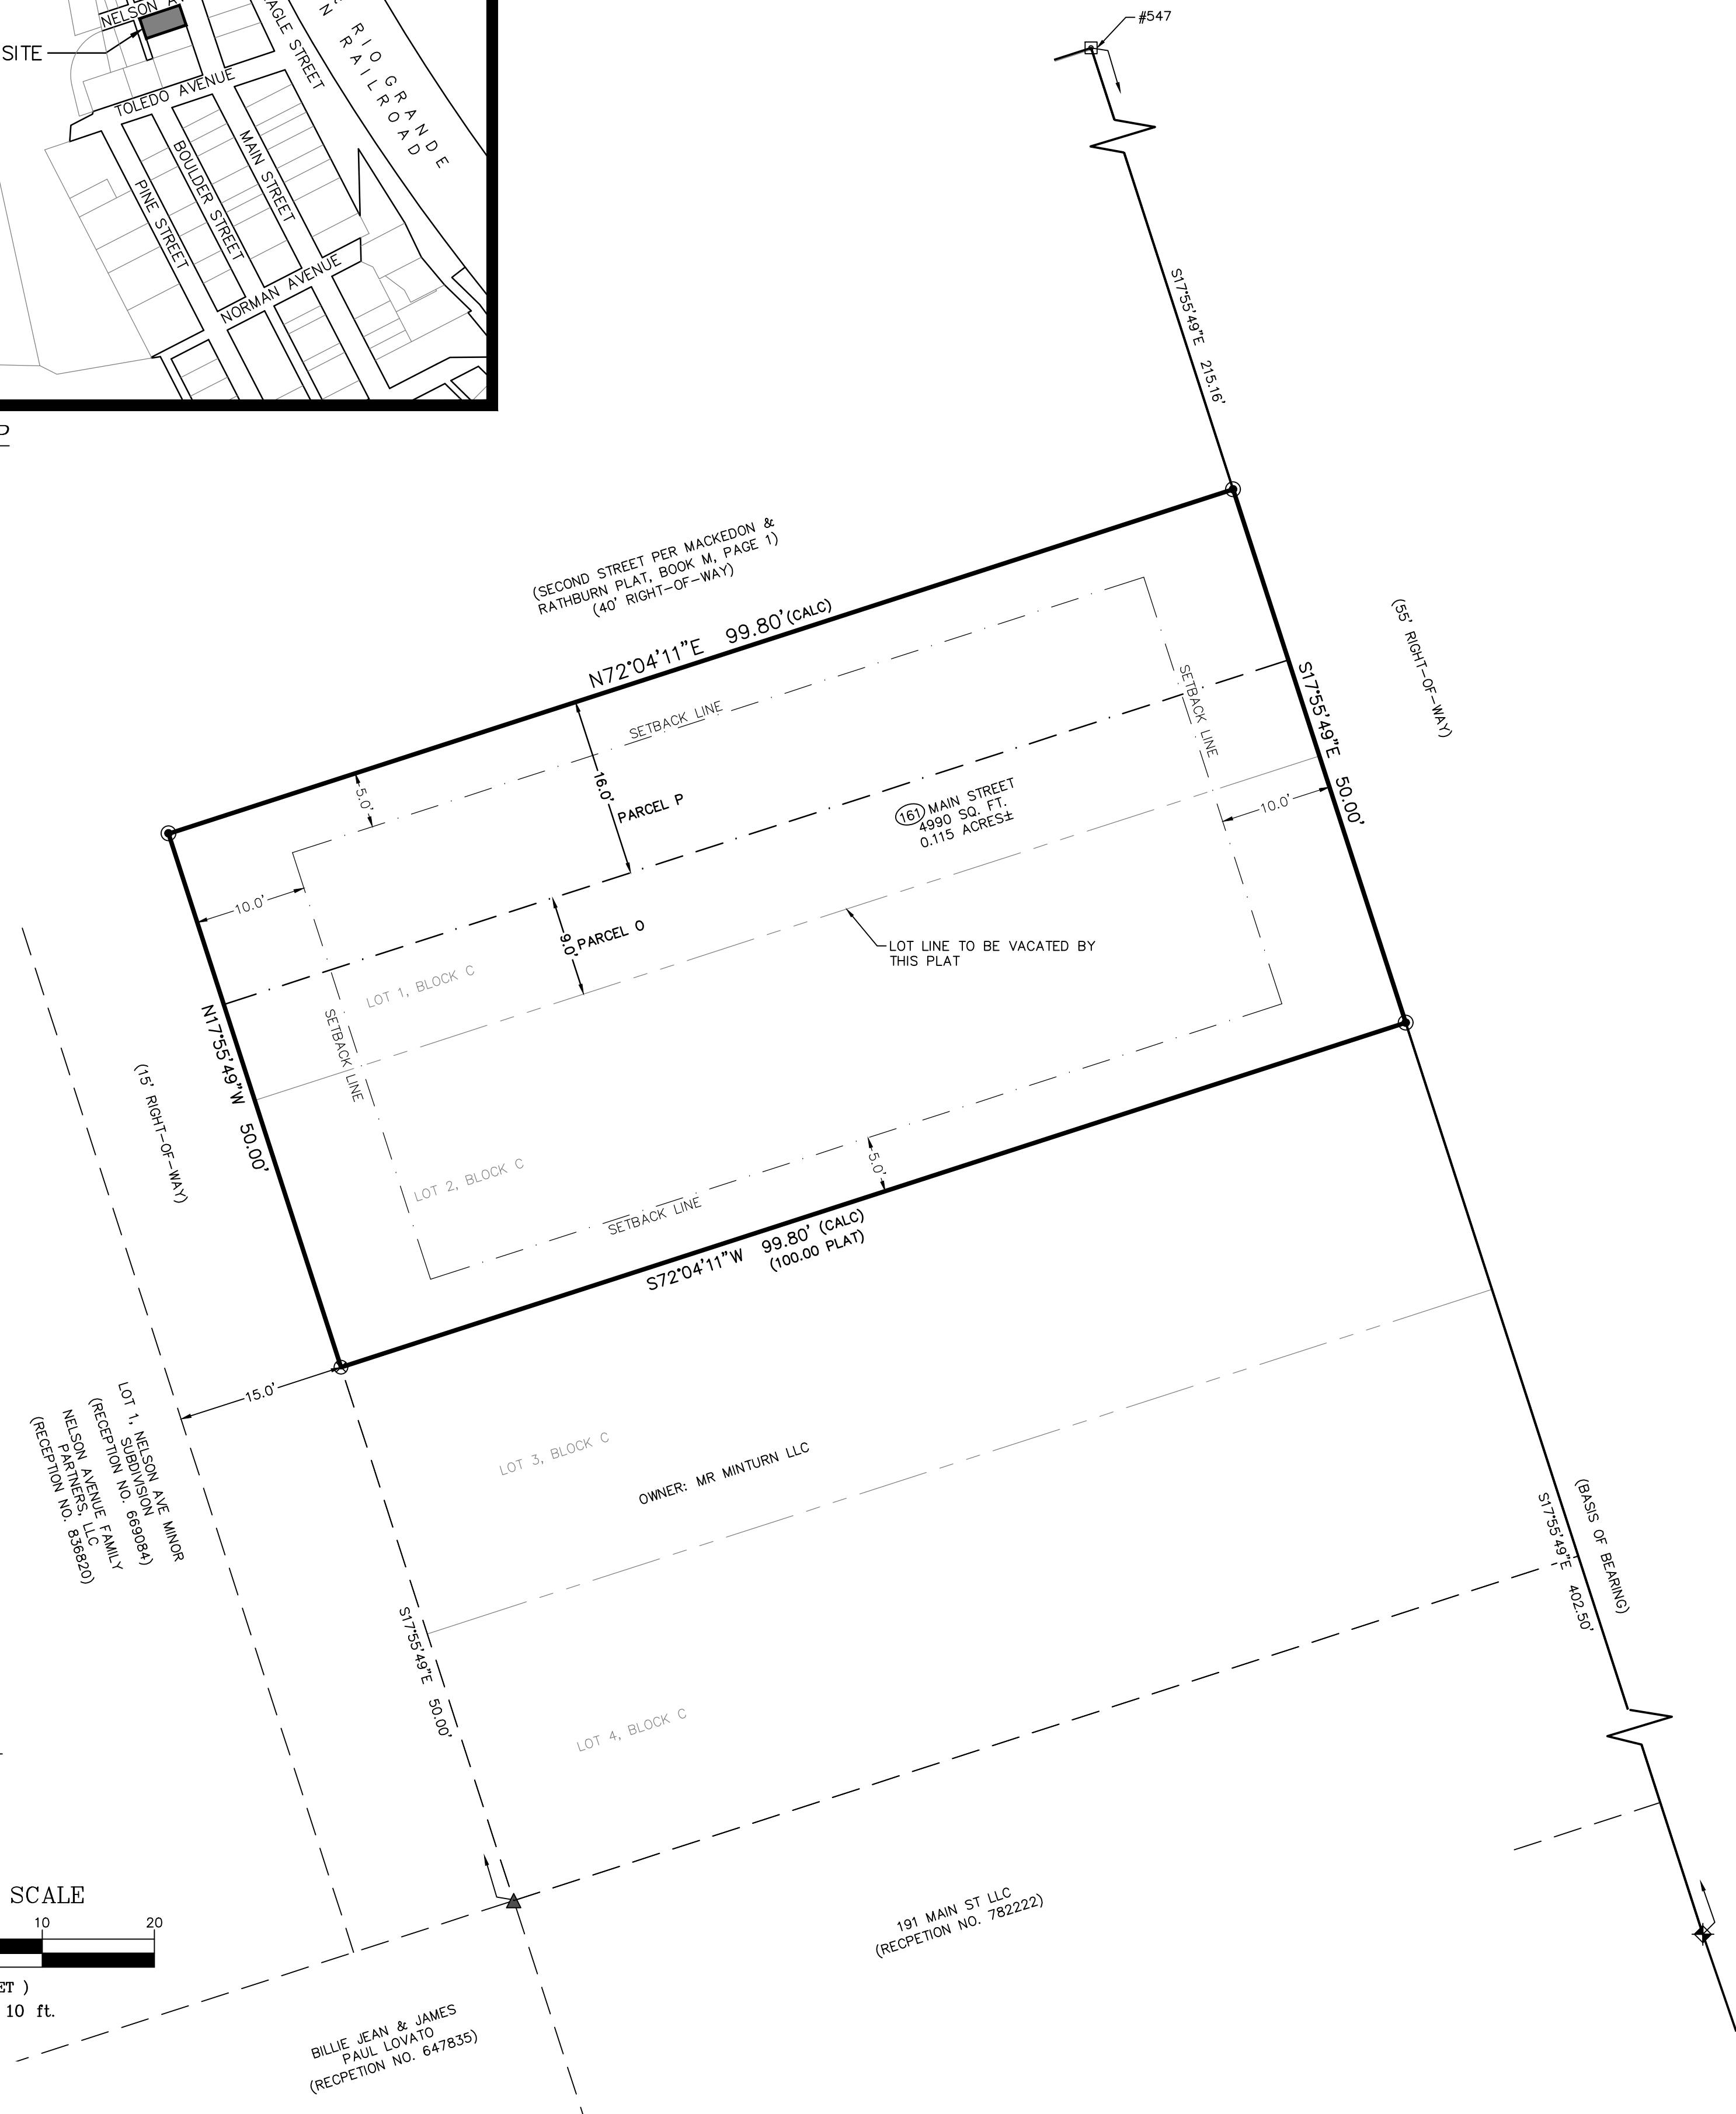 NELSON
SITE
EAGLE STREET
RIO GRANDE
RAILROAD
TOLEDO AVENUE
MAIN STREET
BOULDER STREET
PINE STREET
NORMAN AVENUE
#547
S17°55'49"E 215.16'
(SECOND STREET PER MACKEDON &
RATHBURN PLAT, BOOK M, PAGE 1)
(40' RIGHT-OF-WAY)
N72°04'11"E 99.80'(CALC)
SETBACK LINE
SETBACK LINE
S17°55'49"E 50.00'
(55' RIGHT-OF-WAY)
5.0'
16.0'
PARCEL P
161 MAIN STREET
4990 SQ. FT.
0.115 ACRES±
10.0'
10.0'
9.0'
PARCEL O
LOT LINE TO BE VACATED BY
THIS PLAT
LOT 1, BLOCK C
N17°55'49"W 50.00'
SETBACK LINE
(15' RIGHT-OF-WAY)
LOT 2, BLOCK C
5.0'
SETBACK LINE
S72°04'11"W 99.80' (CALC)
(100.00 PLAT)
15.0'
LOT 1, NELSON AVE MINOR
SUBDIVISION
(RECEPTION NO. 669084)
NELSON AVENUE FAMILY
PARTNERS, LLC
(RECEPTION NO. 836820)
LOT 3, BLOCK C
OWNER: MR MINTURN LLC
(BASIS OF BEARING)
S17°55'49"E 402.50'
S17°55'49"E 50.00'
LOT 4, BLOCK C
SCALE
10 20
)
10 ft.
191 MAIN ST LLC
(RECPETION NO. 782222)
BILLIE JEAN & JAMES
PAUL LOVATO
(RECPETION NO. 647835)